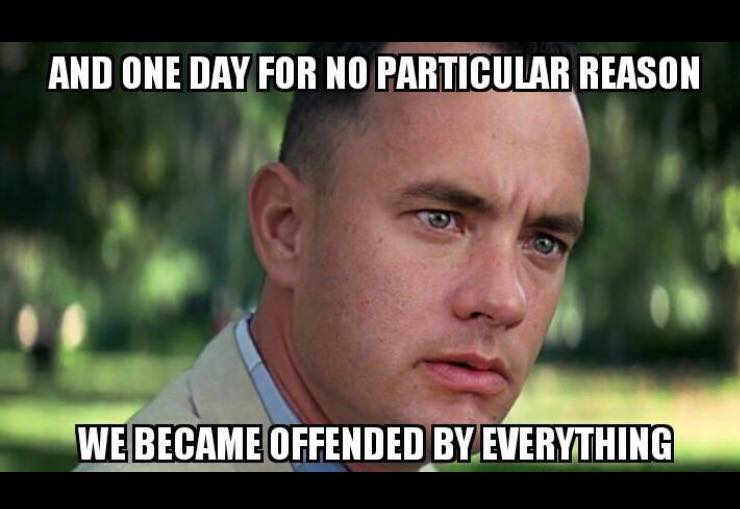 AND ONE DAY FOR NO PARTICULAR REASON
WE BECAME OFFENDED BY EVERYTHING